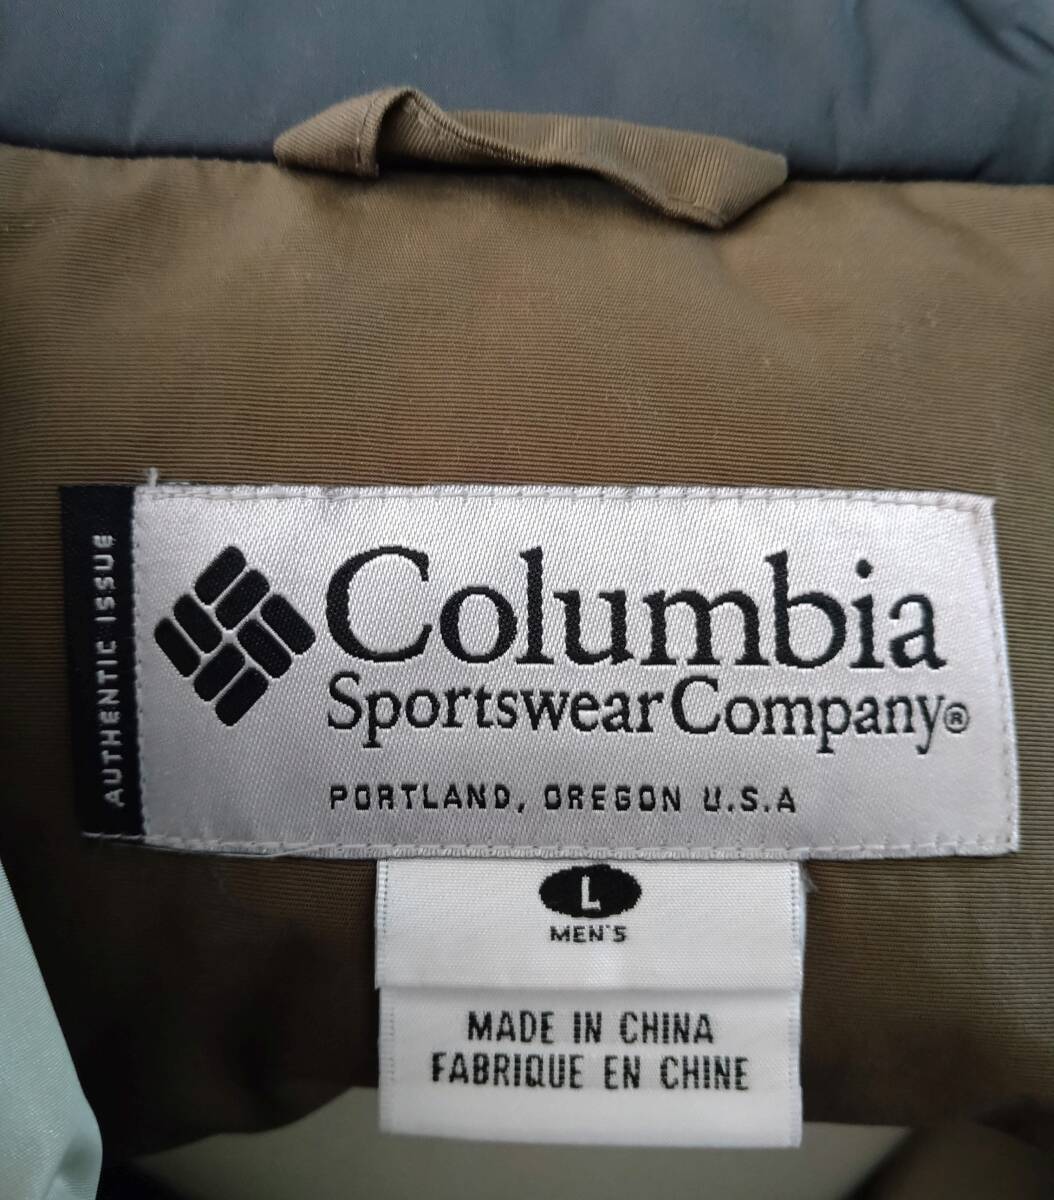 AUTHENTIC ISSUE
Columbia
Sportswear Company®
PORTLAND, OREGON U.S.A
L
MEN'S
MADE IN CHINA
FABRIQUE EN CHINE